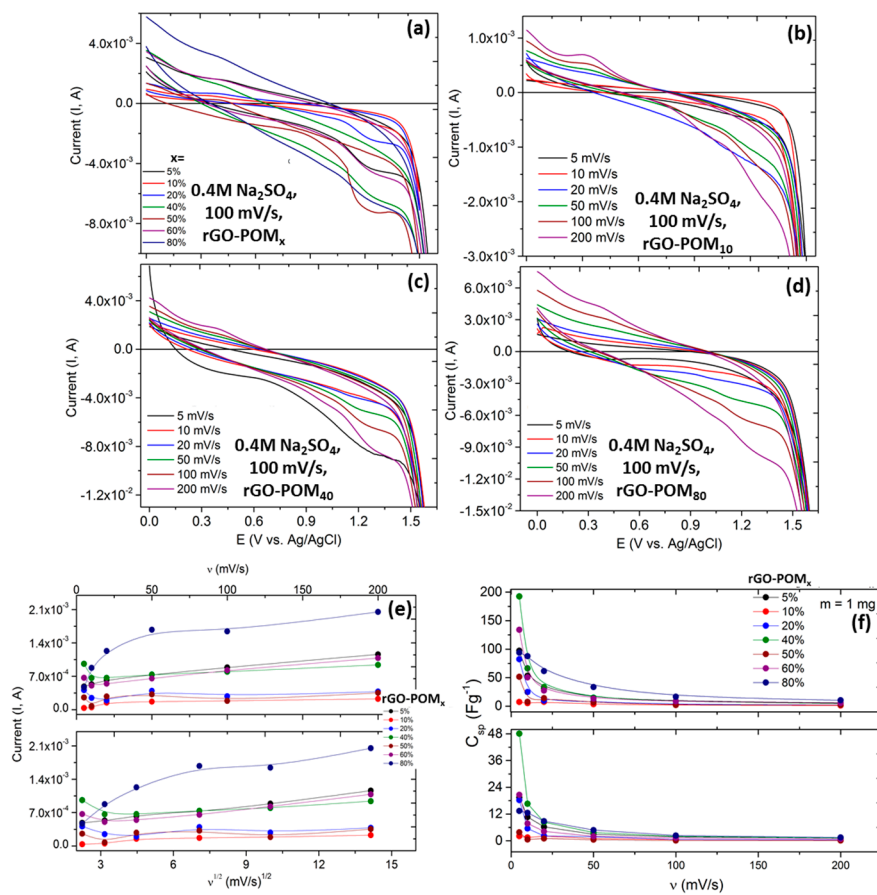 (a)
Current (I, A)
4.0x10⁻³
0.0
-4.0x10⁻³
-8.0x10⁻³
x=
5%
10%
20%
40%
50%
60%
80%
0.4M Na₂SO₄,
100 mV/s,
rGO-POMₓ
(b)
Current (I, A)
1.0x10⁻³
0.0
-1.0x10⁻³
-2.0x10⁻³
-3.0x10⁻³
5 mV/s
10 mV/s
20 mV/s
50 mV/s
100 mV/s
200 mV/s
0.4M Na₂SO₄,
100 mV/s,
rGO-POM₁₀
(c)
Current (I, A)
4.0x10⁻³
0.0
-4.0x10⁻³
-8.0x10⁻³
-1.2x10⁻²
5 mV/s
10 mV/s
20 mV/s
50 mV/s
100 mV/s
200 mV/s
0.4M Na₂SO₄,
100 mV/s,
rGO-POM₄₀
0.0 0.3 0.6 0.9 1.2 1.5
E (V vs. Ag/AgCl)
(d)
Current (I, A)
6.0x10⁻³
3.0x10⁻³
0.0
-3.0x10⁻³
-6.0x10⁻³
-9.0x10⁻³
-1.2x10⁻²
-1.5x10⁻²
5 mV/s
10 mV/s
20 mV/s
50 mV/s
100 mV/s
200 mV/s
0.4M Na₂SO₄,
100 mV/s,
rGO-POM₈₀
0.0 0.3 0.6 0.9 1.2 1.5
E (V vs. Ag/AgCl)
ν (mV/s)
0 50 100 150 200
(e)
Current (I, A)
2.1x10⁻³
1.4x10⁻³
7.0x10⁻⁴
0.0
rGO-POMₓ
5%
10%
20%
40%
50%
60%
80%
2.1x10⁻³
1.4x10⁻³
7.0x10⁻⁴
0.0
3 6 9 12 15
ν¹ᐟ² (mV/s)¹ᐟ²
rGO-POMₓ
m = 1 mg
(f)
5%
10%
20%
40%
50%
60%
80%
Cₛₚ (Fg⁻¹)
200
150
100
50
0
48
36
24
12
0
0 50 100 150 200
ν (mV/s)